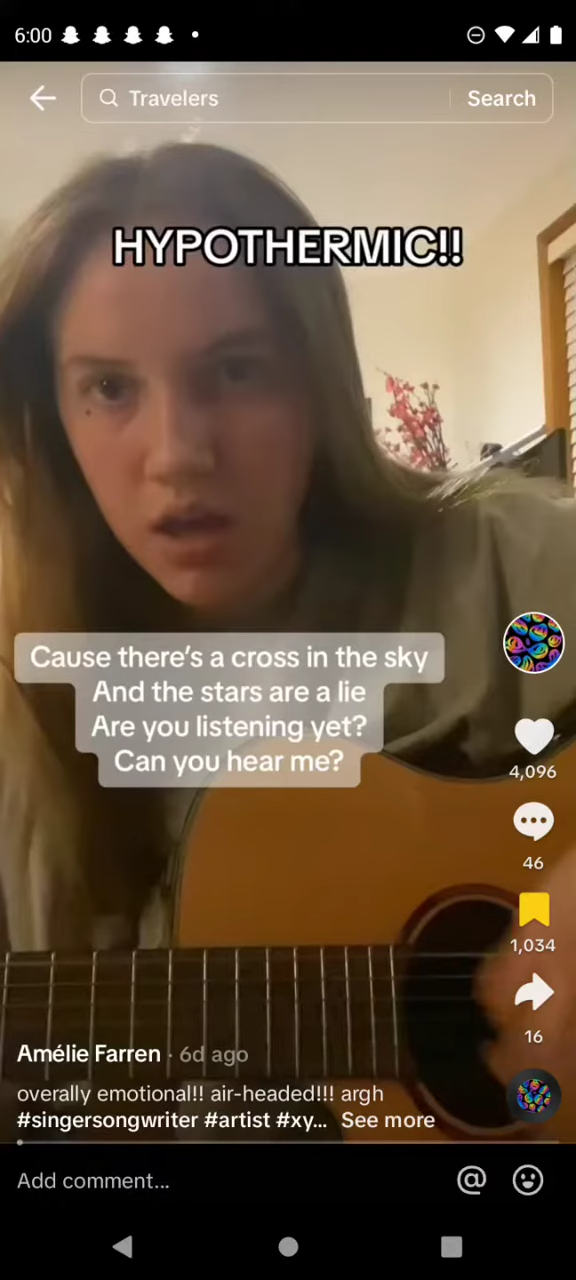 6:00
Travelers
Search
HYPOTHERMIC!!
Cause there's a cross in the sky
And the stars are a lie
Are you listening yet?
Can you hear me?
4,096
46
1,034
16
Amélie Farren · 6d ago
overally emotional!! air-headed!!! argh
#singersongwriter #artist #xy... See more
Add comment...